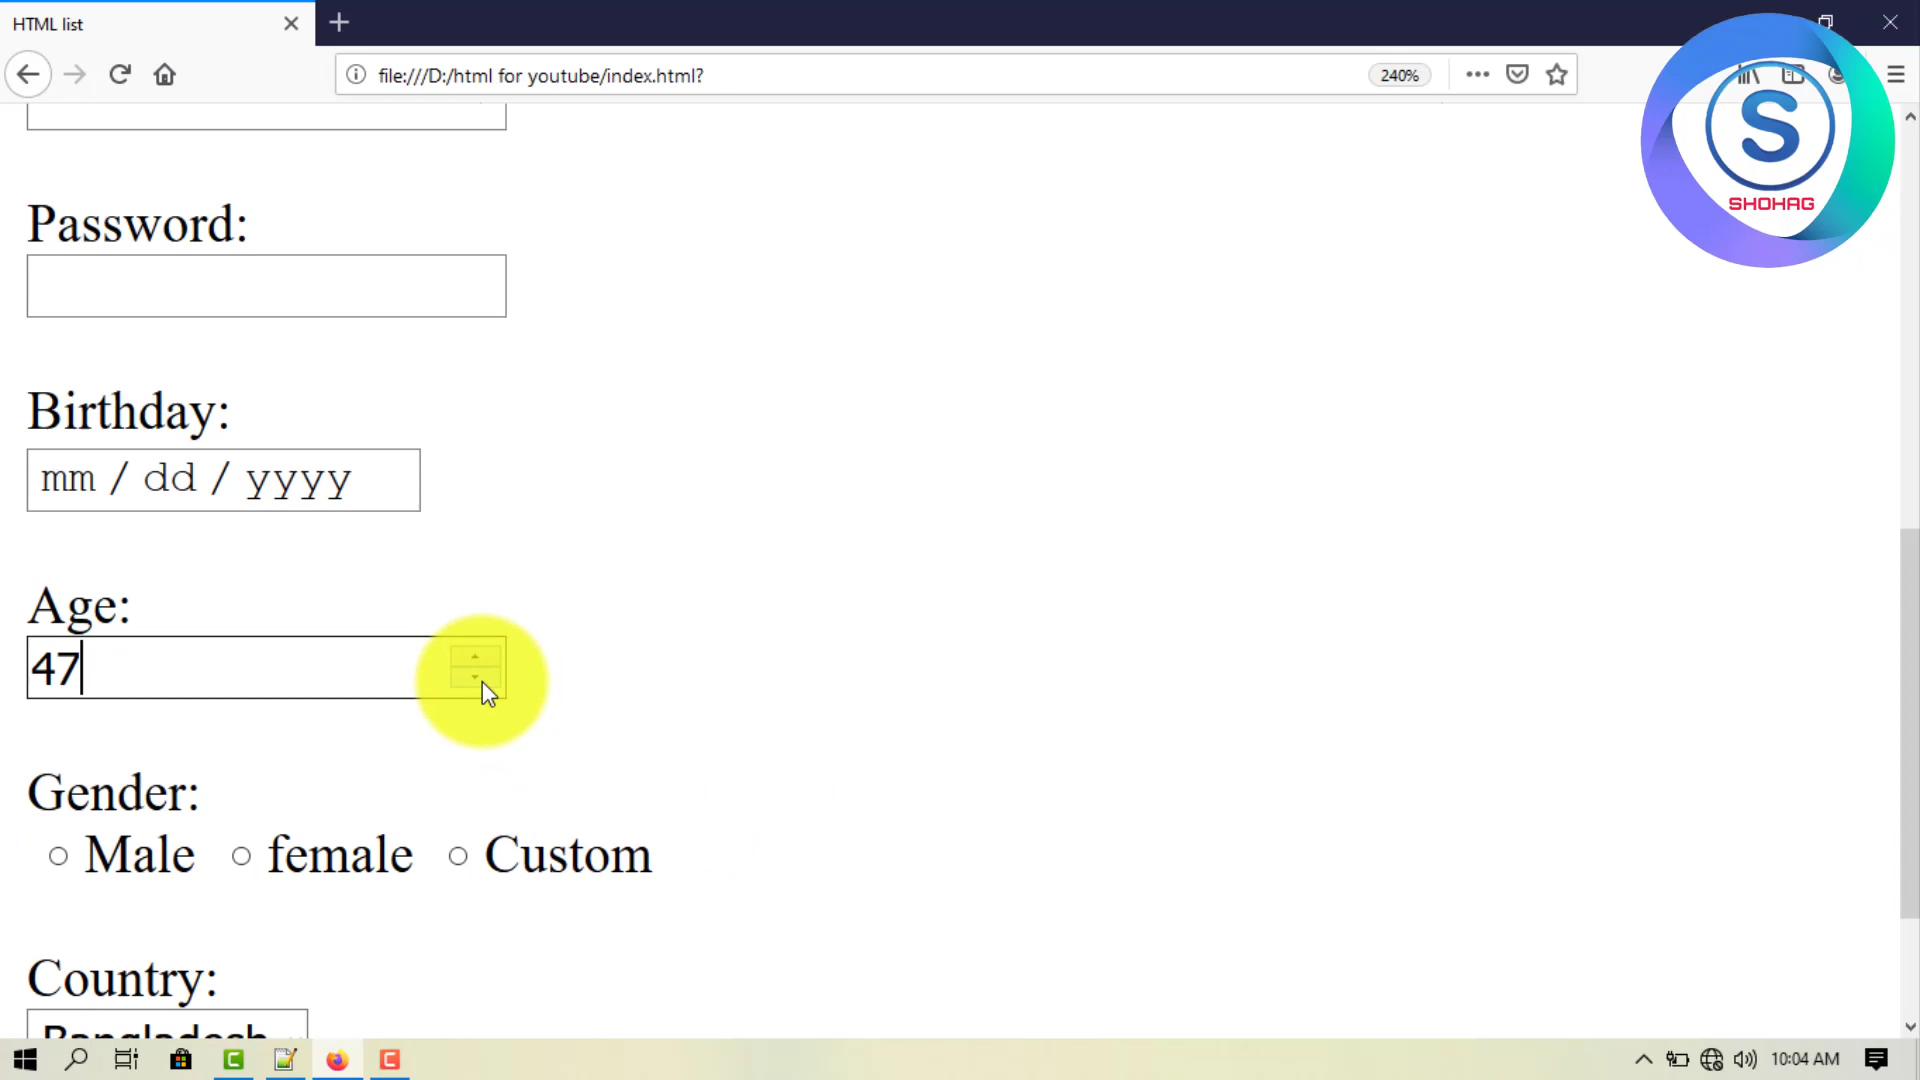 HTML list
file:///D:/html for youtube/index.html?
240%
S
SHOHAG
Password:
Birthday:
mm / dd / yyyy
Age:
47
Gender:
Male female Custom
Country:
Bangladesh
10:04 AM